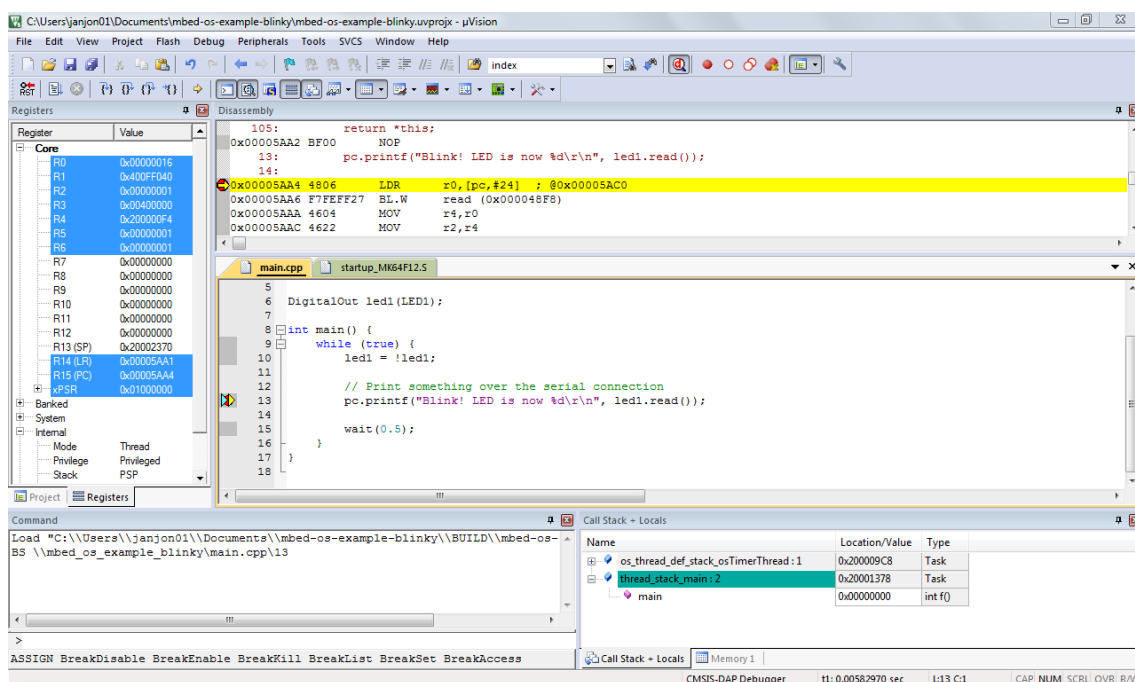 C:\Users\janjon01\Documents\mbed-os-example-blinky\mbed-os-example-blinky.uvprojx - µVision
File Edit View Project Flash Debug Peripherals Tools SVCS Window Help
index
RST
Registers
Register Value
Core
R0 0x00000016
R1 0x400FF040
R2 0x00000001
R3 0x00400000
R4 0x200000F4
R5 0x00000001
R6 0x00000001
R7 0x00000000
R8 0x00000000
R9 0x00000000
R10 0x00000000
R11 0x00000000
R12 0x00000000
R13 (SP) 0x20002370
R14 (LR) 0x00005AA1
R15 (PC) 0x00005AA4
xPSR 0x01000000
Banked
System
Internal
Mode Thread
Privilege Privileged
Stack PSP
Project Registers
Disassembly
105: return *this;
0x00005AA2 BF00 NOP
13: pc.printf("Blink! LED is now %d\r\n", led1.read());
14:
0x00005AA4 4806 LDR r0,[pc,#24] ; @0x00005AC0
0x00005AA6 F7FEFF27 BL.W read (0x000048F8)
0x00005AAA 4604 MOV r4,r0
0x00005AAC 4622 MOV r2,r4
main.cpp startup_MK64F12.S
5
6 DigitalOut led1(LED1);
7
8 int main() {
9 while (true) {
10 led1 = !led1;
11
12 // Print something over the serial connection
13 pc.printf("Blink! LED is now %d\r\n", led1.read());
14
15 wait(0.5);
16 }
17 }
18
Command
Load "C:\\Users\\janjon01\\Documents\\mbed-os-example-blinky\\BUILD\\mbed-os-
BS \\mbed_os_example_blinky\main.cpp\13
>
ASSIGN BreakDisable BreakEnable BreakKill BreakList BreakSet BreakAccess
Call Stack + Locals
Name Location/Value Type
os_thread_def_stack_osTimerThread : 1 0x200009C8 Task
thread_stack_main : 2 0x20001378 Task
main 0x00000000 int f()
Call Stack + Locals Memory 1
CMSIS-DAP Debugger t1: 0.00582970 sec L:13 C:1 CAP NUM SCRL OVR R/W